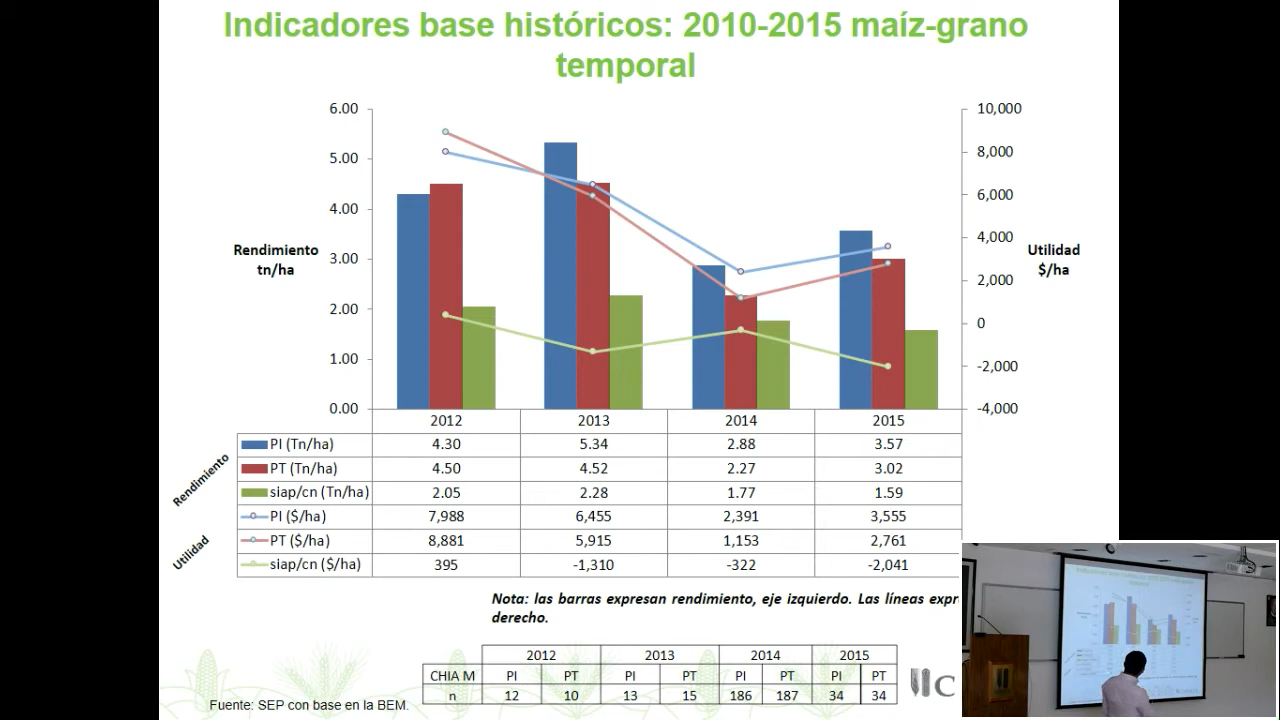 Indicadores base históricos: 2010-2015 maíz-grano
temporal
6.00 10,000
5.00 8,000
4.00 6,000
Rendimiento tn/ha
4,000
Utilidad $/ha
3.00 2,000
2.00 0
1.00 -2,000
0.00 -4,000
2012 2013 2014 2015
Rendimiento
PI (Tn/ha) 4.30 5.34 2.88 3.57
PT (Tn/ha) 4.50 4.52 2.27 3.02
siap/cn (Tn/ha) 2.05 2.28 1.77 1.59
Utilidad
PI ($/ha) 7,988 6,455 2,391 3,555
PT ($/ha) 8,881 5,915 1,153 2,761
siap/cn ($/ha) 395 -1,310 -322 -2,041
Nota: las barras expresan rendimiento, eje izquierdo. Las líneas expr
derecho.
2012 2013 2014 2015
CHIA M PI PT PI PT PI PT PI PT
n 12 10 13 15 186 187 34 34
C
Fuente: SEP con base en la BEM.